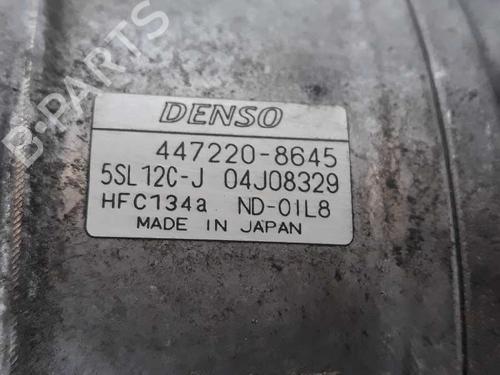 DENSO
447220-8645
5SL12C-J 04J08329
HFC134a ND-OIL8
MADE IN JAPAN
B-PARTS